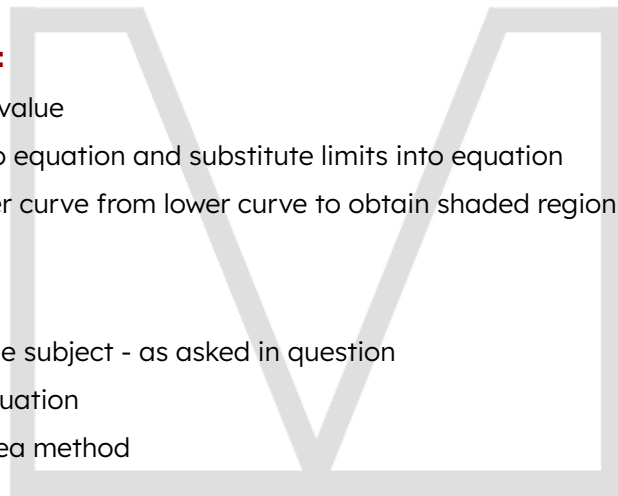 :
value
o equation and substitute limits into equation
er curve from lower curve to obtain shaded region
e subject - as asked in question
uation
ea method